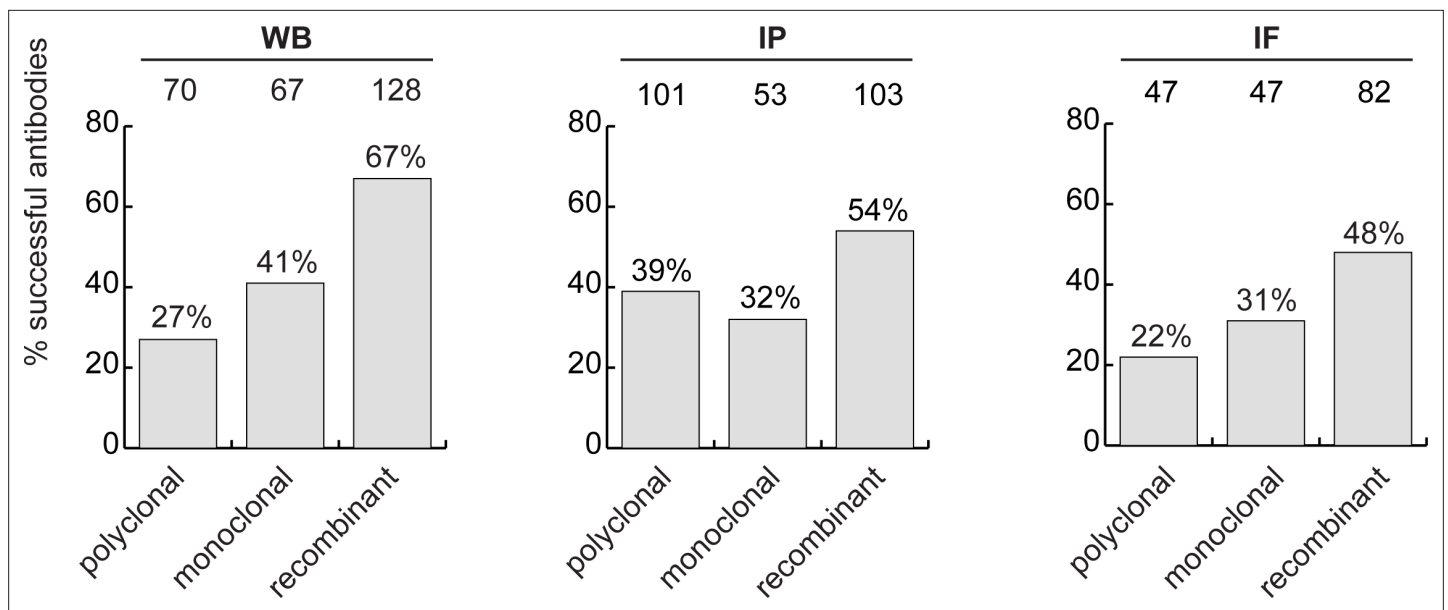 WB
70 67 128
% successful antibodies
80
60
40
20
0
27%
41%
67%
polyclonal
monoclonal
recombinant
IP
101 53 103
80
60
40
20
0
39%
32%
54%
polyclonal
monoclonal
recombinant
IF
47 47 82
80
60
40
20
0
22%
31%
48%
polyclonal
monoclonal
recombinant